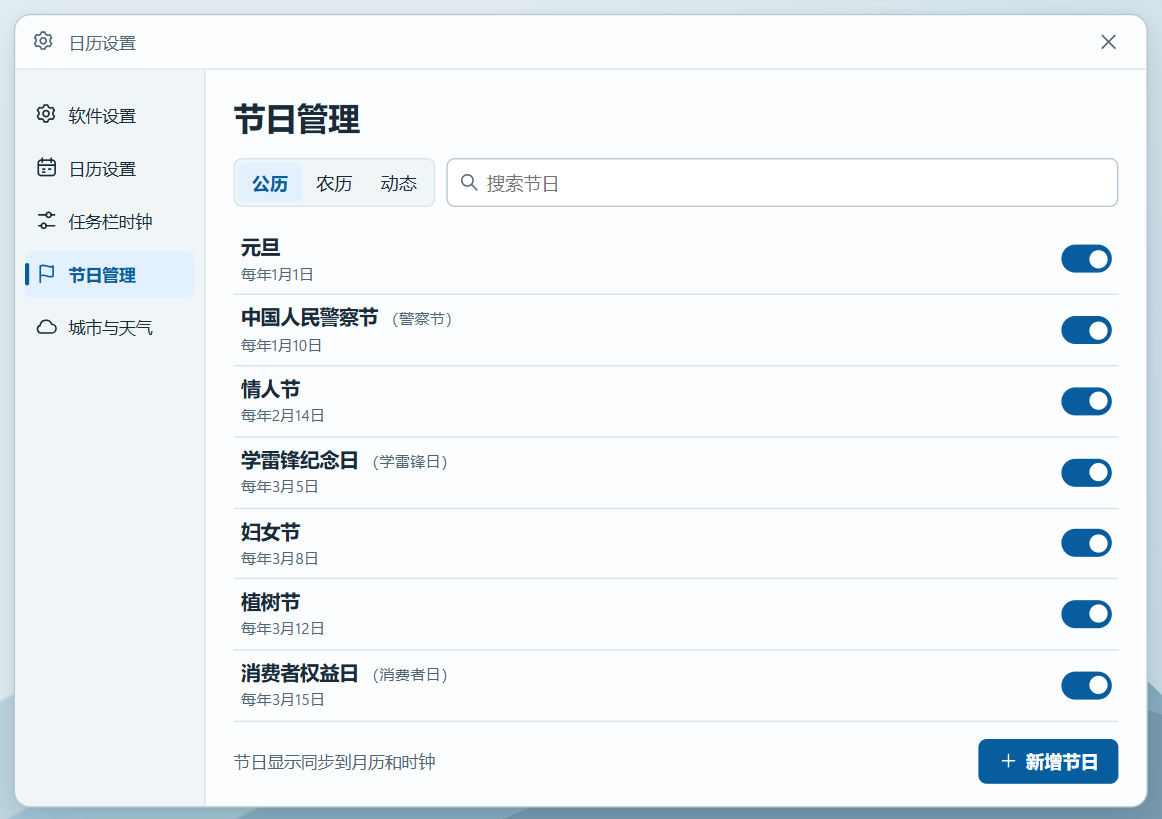 日历设置
软件设置
日历设置
任务栏时钟
节日管理
城市与天气
节日管理
公历 农历 动态
搜索节日
元旦
每年1月1日
中国人民警察节 (警察节)
每年1月10日
情人节
每年2月14日
学雷锋纪念日 (学雷锋日)
每年3月5日
妇女节
每年3月8日
植树节
每年3月12日
消费者权益日 (消费者日)
每年3月15日
节日显示同步到月历和时钟
+ 新增节日